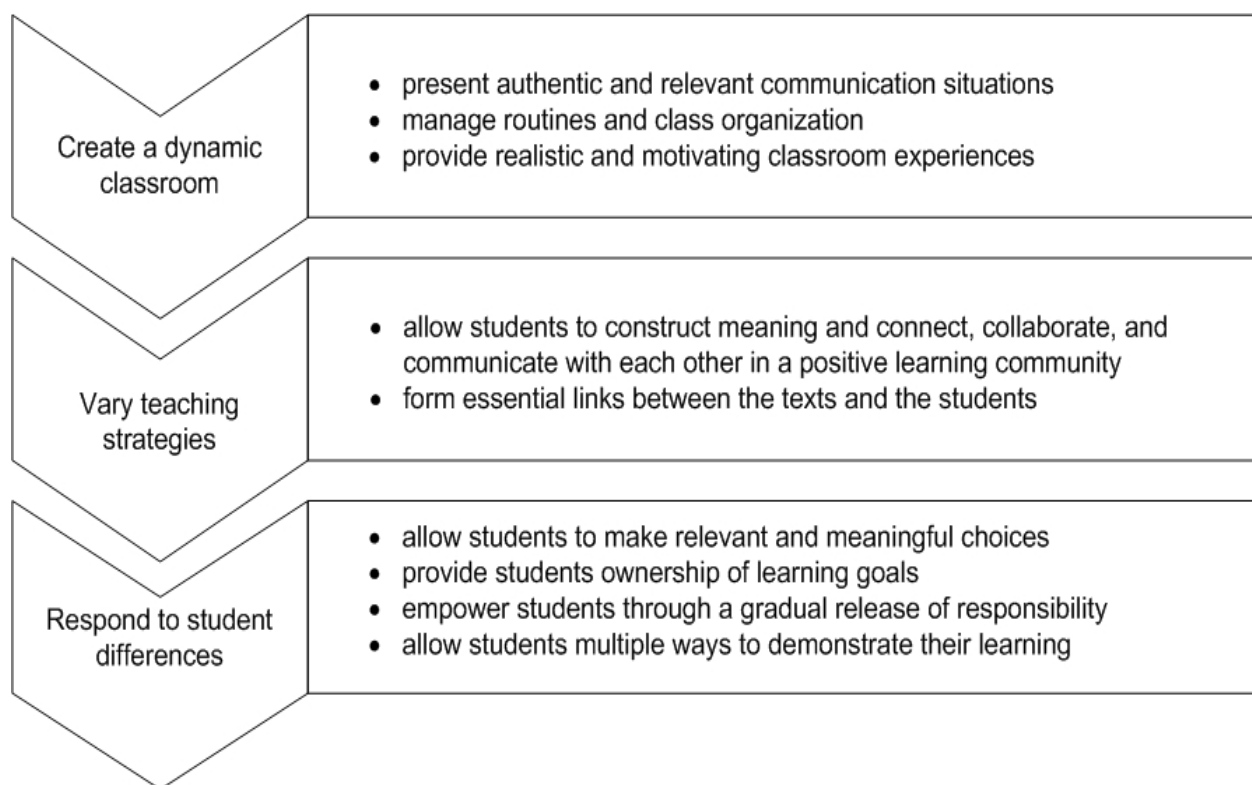 Create a dynamic
classroom
• present authentic and relevant communication situations
• manage routines and class organization
• provide realistic and motivating classroom experiences
Vary teaching
strategies
• allow students to construct meaning and connect, collaborate, and
communicate with each other in a positive learning community
• form essential links between the texts and the students
Respond to student
differences
• allow students to make relevant and meaningful choices
• provide students ownership of learning goals
• empower students through a gradual release of responsibility
• allow students multiple ways to demonstrate their learning